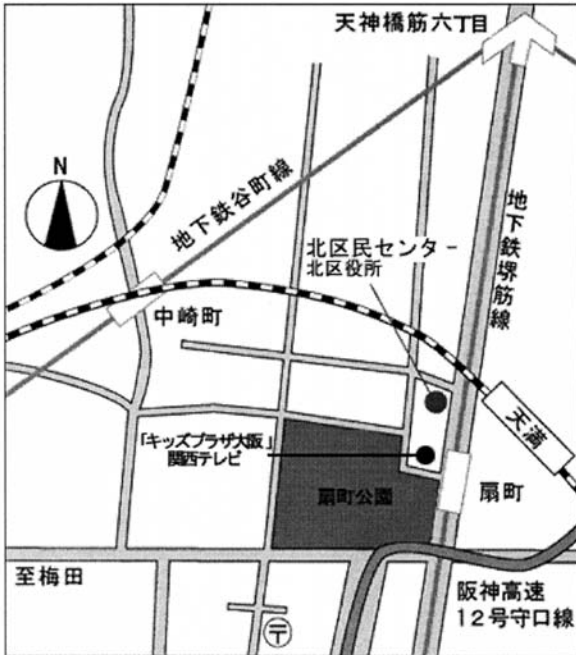 天神橋筋六丁目
N
地下鉄谷町線
地下鉄堺筋線
北区民センター
北区役所
中崎町
天満
「キッズプラザ大阪」
関西テレビ
扇町公園
扇町
至梅田
阪神高速
12号守口線
〒